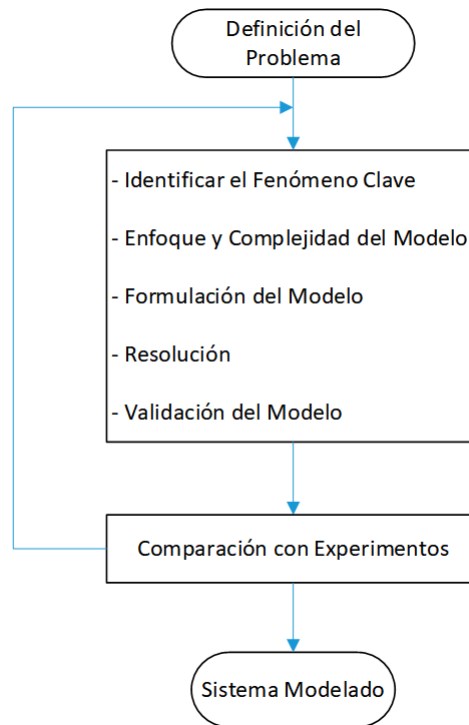 Definición del
Problema
- Identificar el Fenómeno Clave
- Enfoque y Complejidad del Modelo
- Formulación del Modelo
- Resolución
- Validación del Modelo
Comparación con Experimentos
Sistema Modelado